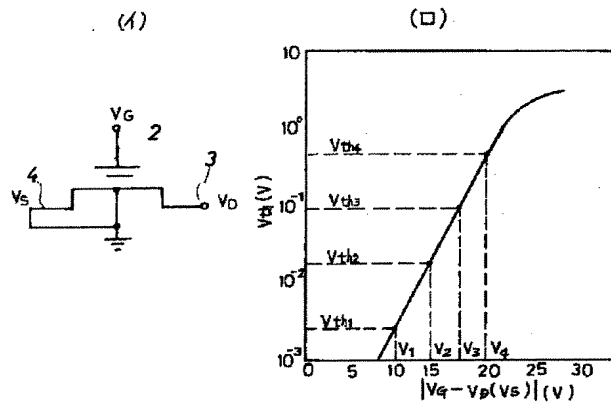 (イ)
VG
2
4
3
VS
VD
(ロ)
10
10⁰
10⁻¹
10⁻²
10⁻³
Vth(V)
Vth4
Vth3
Vth2
Vth1
V1 V2 V3 V4
0 5 10 15 20 25 30
|VG-VD(VS)|(V)